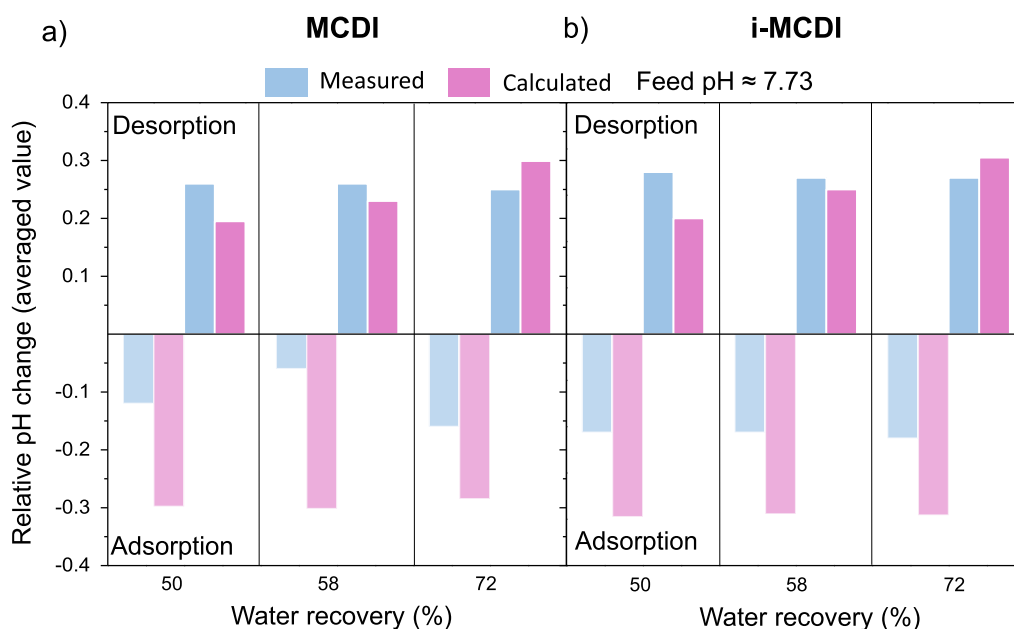 a) MCDI b) i-MCDI
Measured Calculated Feed pH ≈ 7.73
Relative pH change (averaged value)
0.4
0.3
0.2
0.1
-0.1
-0.2
-0.3
-0.4
Desorption Desorption
Adsorption Adsorption
50 58 72 50 58 72
Water recovery (%) Water recovery (%)